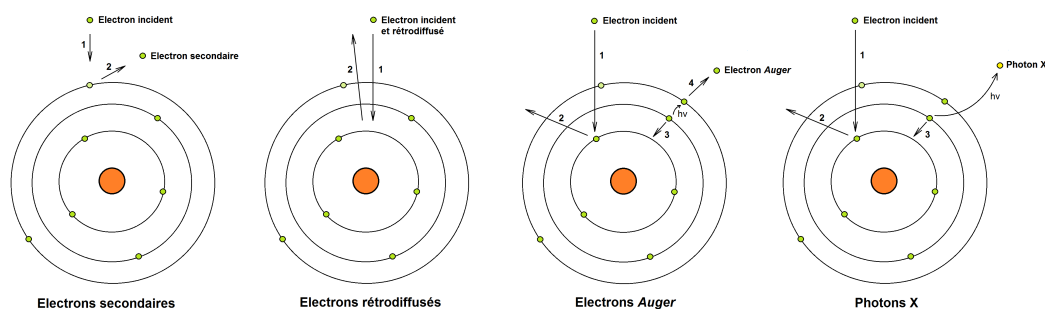 Electron incident
1
2
Electron secondaire
Electrons secondaires
Electron incident
et rétrodiffusé
2
1
Electrons rétrodiffusés
Electron incident
1
2
3
hν
4
Electron Auger
Electrons Auger
Electron incident
1
2
3
hν
Photon X
Photons X